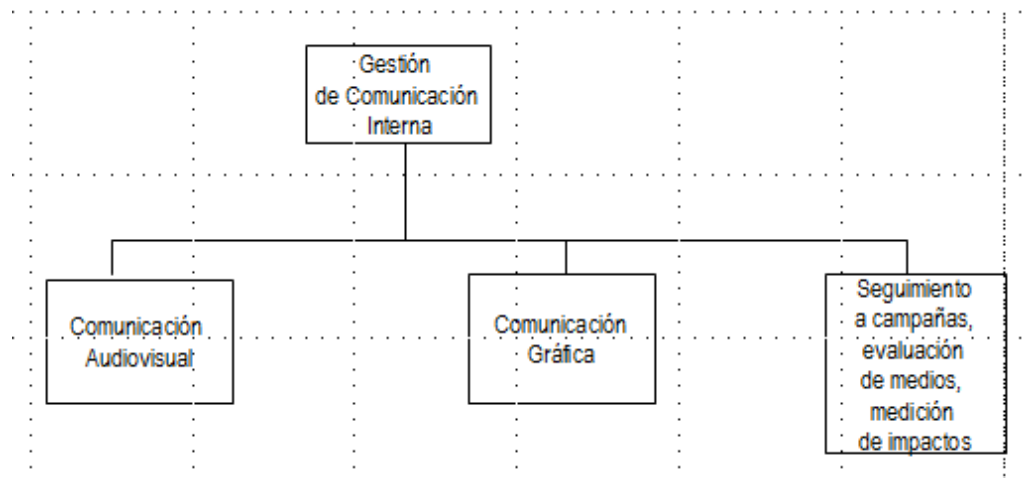 Gestión
de Comunicación
Interna
Comunicación
Audiovisual
Comunicación
Gráfica
Seguimiento
a campañas,
evaluación
de medios,
medición
de impactos